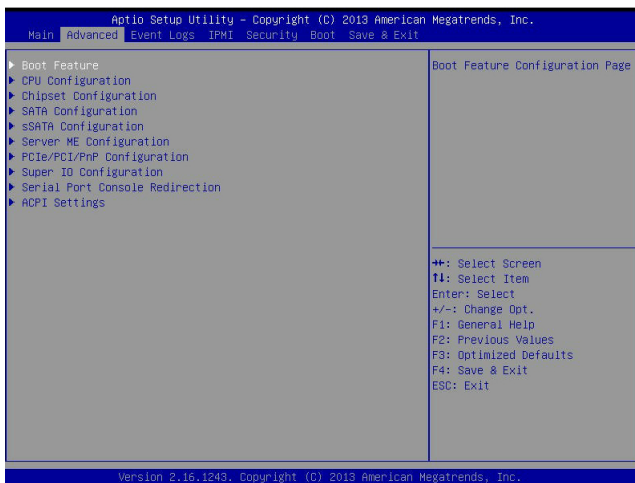 Aptio Setup Utility – Copyright (C) 2013 American Megatrends, Inc.
Main Advanced Event Logs IPMI Security Boot Save & Exit
▶ Boot Feature
▶ CPU Configuration
▶ Chipset Configuration
▶ SATA Configuration
▶ sSATA Configuration
▶ Server ME Configuration
▶ PCIe/PCI/PnP Configuration
▶ Super IO Configuration
▶ Serial Port Console Redirection
▶ ACPI Settings
Boot Feature Configuration Page
→←: Select Screen
↑↓: Select Item
Enter: Select
+/-: Change Opt.
F1: General Help
F2: Previous Values
F3: Optimized Defaults
F4: Save & Exit
ESC: Exit
Version 2.16.1243. Copyright (C) 2013 American Megatrends, Inc.